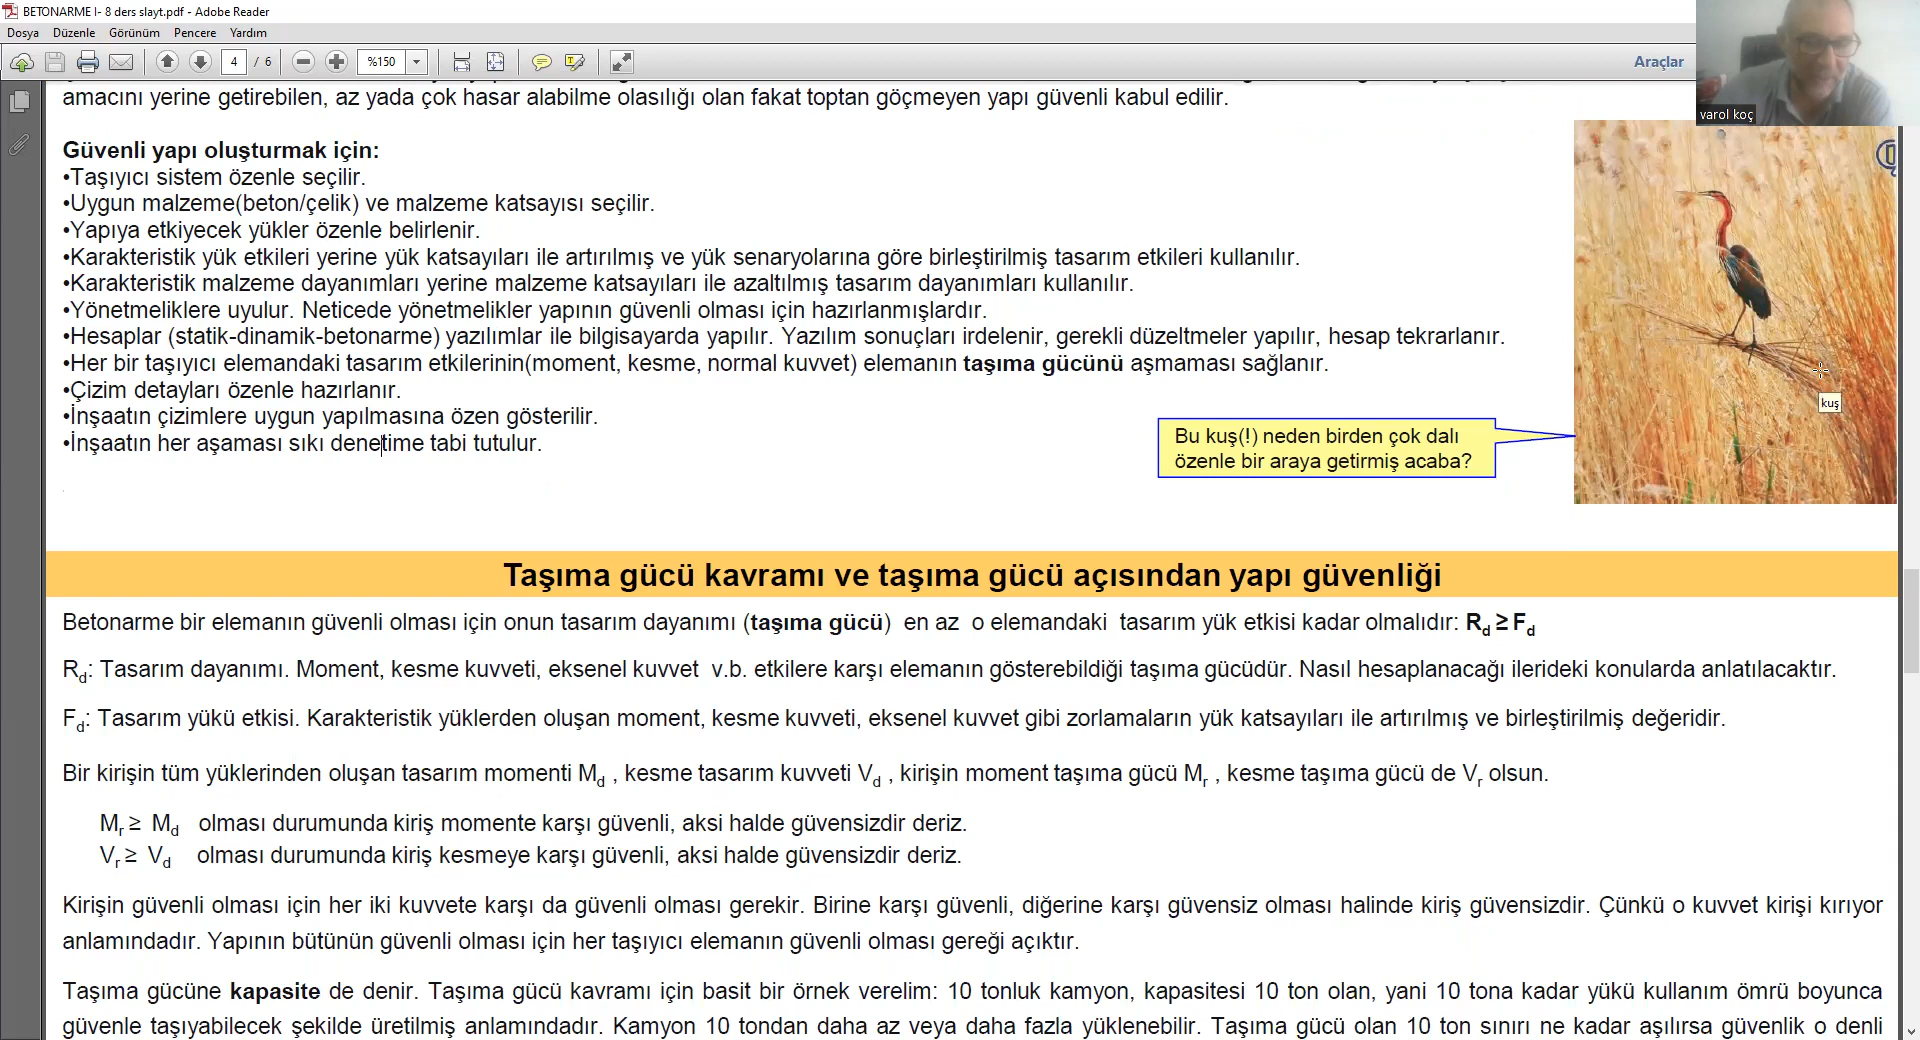 BETONARME I- 8 ders slayt.pdf - Adobe Reader
Dosya Düzenle Görünüm Pencere Yardım
4 / 6 %150 Araçlar
varol koç
amacını yerine getirebilen, az yada çok hasar alabilme olasılığı olan fakat toptan göçmeyen yapı güvenli kabul edilir.
Güvenli yapı oluşturmak için:
•Taşıyıcı sistem özenle seçilir.
•Uygun malzeme(beton/çelik) ve malzeme katsayısı seçilir.
•Yapıya etkiyecek yükler özenle belirlenir.
•Karakteristik yük etkileri yerine yük katsayıları ile artırılmış ve yük senaryolarına göre birleştirilmiş tasarım etkileri kullanılır.
•Karakteristik malzeme dayanımları yerine malzeme katsayıları ile azaltılmış tasarım dayanımları kullanılır.
•Yönetmeliklere uyulur. Neticede yönetmelikler yapının güvenli olması için hazırlanmışlardır.
•Hesaplar (statik-dinamik-betonarme) yazılımlar ile bilgisayarda yapılır. Yazılım sonuçları irdelenir, gerekli düzeltmeler yapılır, hesap tekrarlanır.
•Her bir taşıyıcı elemandaki tasarım etkilerinin(moment, kesme, normal kuvvet) elemanın taşıma gücünü aşmaması sağlanır.
•Çizim detayları özenle hazırlanır.
•İnşaatın çizimlere uygun yapılmasına özen gösterilir.
•İnşaatın her aşaması sıkı denetime tabi tutulur.
kuş
Bu kuş(!) neden birden çok dalı
özenle bir araya getirmiş acaba?
Taşıma gücü kavramı ve taşıma gücü açısından yapı güvenliği
Betonarme bir elemanın güvenli olması için onun tasarım dayanımı (taşıma gücü) en az o elemandaki tasarım yük etkisi kadar olmalıdır: Rd ≥ Fd
Rd: Tasarım dayanımı. Moment, kesme kuvveti, eksenel kuvvet v.b. etkilere karşı elemanın gösterebildiği taşıma gücüdür. Nasıl hesaplanacağı ilerideki konularda anlatılacaktır.
Fd: Tasarım yükü etkisi. Karakteristik yüklerden oluşan moment, kesme kuvveti, eksenel kuvvet gibi zorlamaların yük katsayıları ile artırılmış ve birleştirilmiş değeridir.
Bir kirişin tüm yüklerinden oluşan tasarım momenti Md , kesme tasarım kuvveti Vd , kirişin moment taşıma gücü Mr , kesme taşıma gücü de Vr olsun.
Mr ≥ Md olması durumunda kiriş momente karşı güvenli, aksi halde güvensizdir deriz.
Vr ≥ Vd olması durumunda kiriş kesmeye karşı güvenli, aksi halde güvensizdir deriz.
Kirişin güvenli olması için her iki kuvvete karşı da güvenli olması gerekir. Birine karşı güvenli, diğerine karşı güvensiz olması halinde kiriş güvensizdir. Çünkü o kuvvet kirişi kırıyor
anlamındadır. Yapının bütünün güvenli olması için her taşıyıcı elemanın güvenli olması gereği açıktır.
Taşıma gücüne kapasite de denir. Taşıma gücü kavramı için basit bir örnek verelim: 10 tonluk kamyon, kapasitesi 10 ton olan, yani 10 tona kadar yükü kullanım ömrü boyunca
güvenle taşıyabilecek şekilde üretilmiş anlamındadır. Kamyon 10 tondan daha az veya daha fazla yüklenebilir. Taşıma gücü olan 10 ton sınırı ne kadar aşılırsa güvenlik o denli